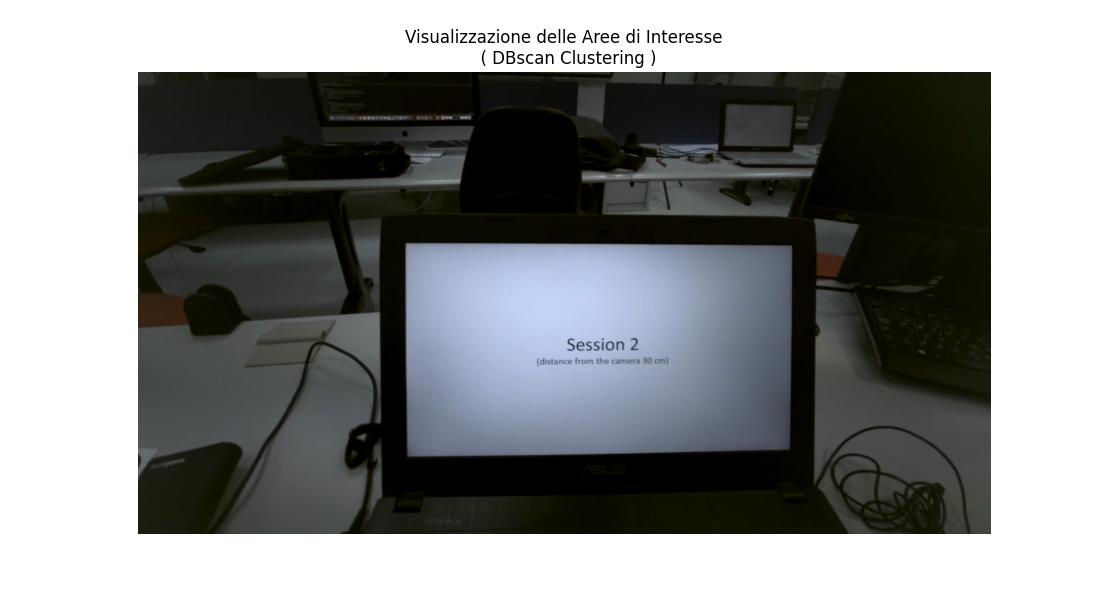 Visualizzazione delle Aree di Interesse
( DBscan Clustering )
Session 2
(distance from the camera 30 cm)
ASUS